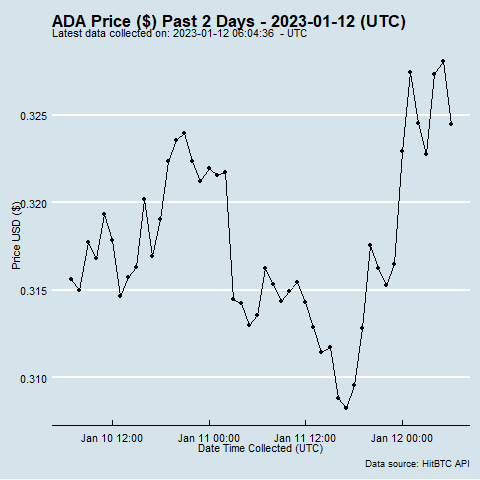 ADA Price ($) Past 2 Days - 2023-01-12 (UTC)
Latest data collected on: 2023-01-12 06:04:36 - UTC
Price USD ($)
0.325
0.320
0.315
0.310
Jan 10 12:00 Jan 11 00:00 Jan 11 12:00 Jan 12 00:00
Date Time Collected (UTC)
Data source: HitBTC API